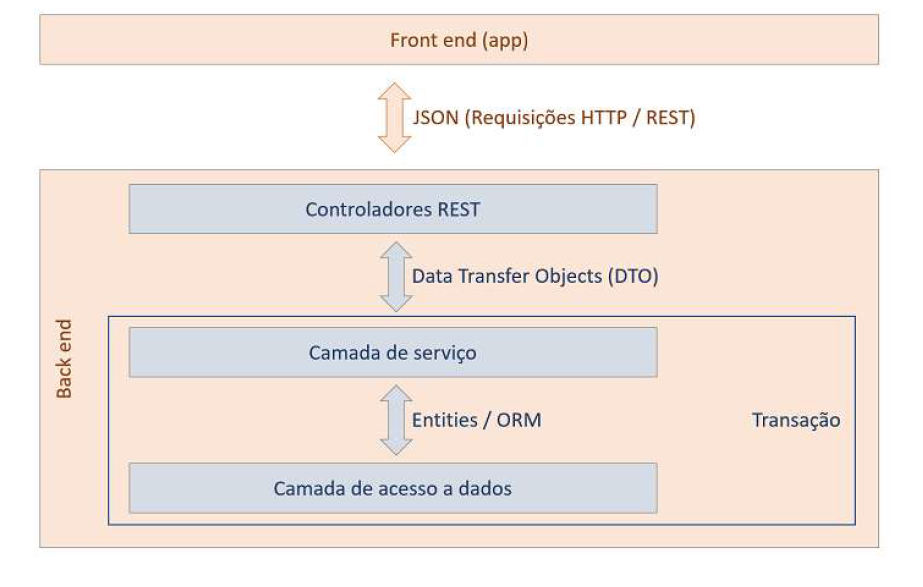 Front end (app)
JSON (Requisições HTTP / REST)
Controladores REST
Data Transfer Objects (DTO)
Back end
Camada de serviço
Entities / ORM
Transação
Camada de acesso a dados